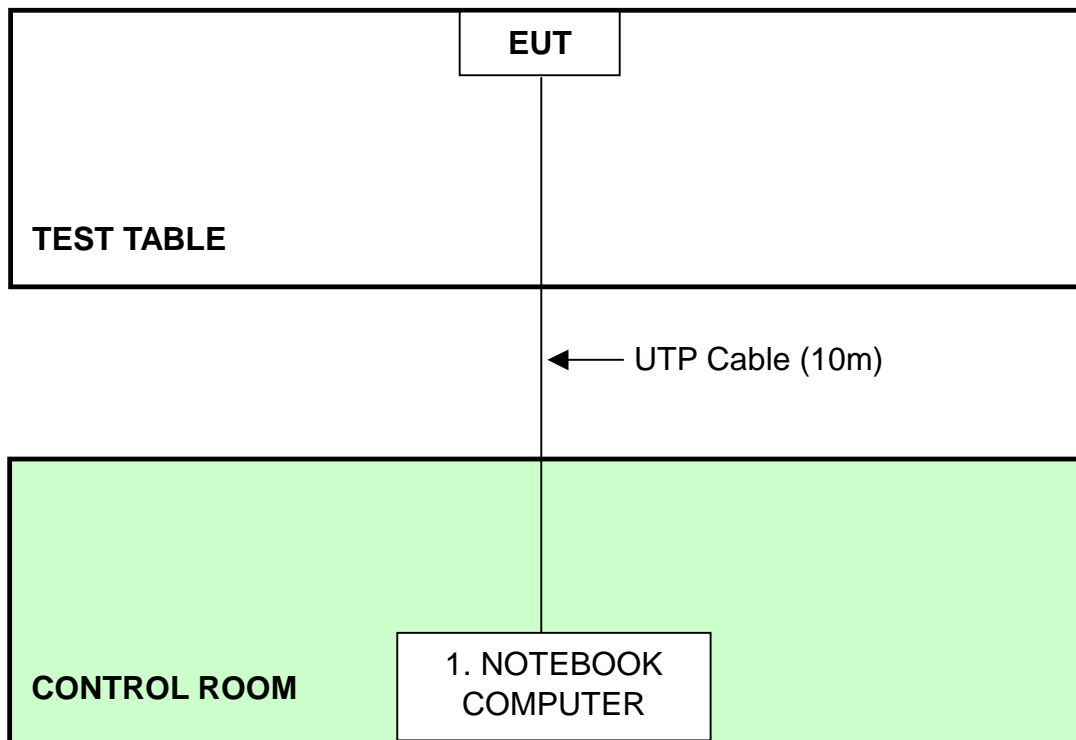 EUT
TEST TABLE
UTP Cable (10m)
1. NOTEBOOK
COMPUTER
CONTROL ROOM